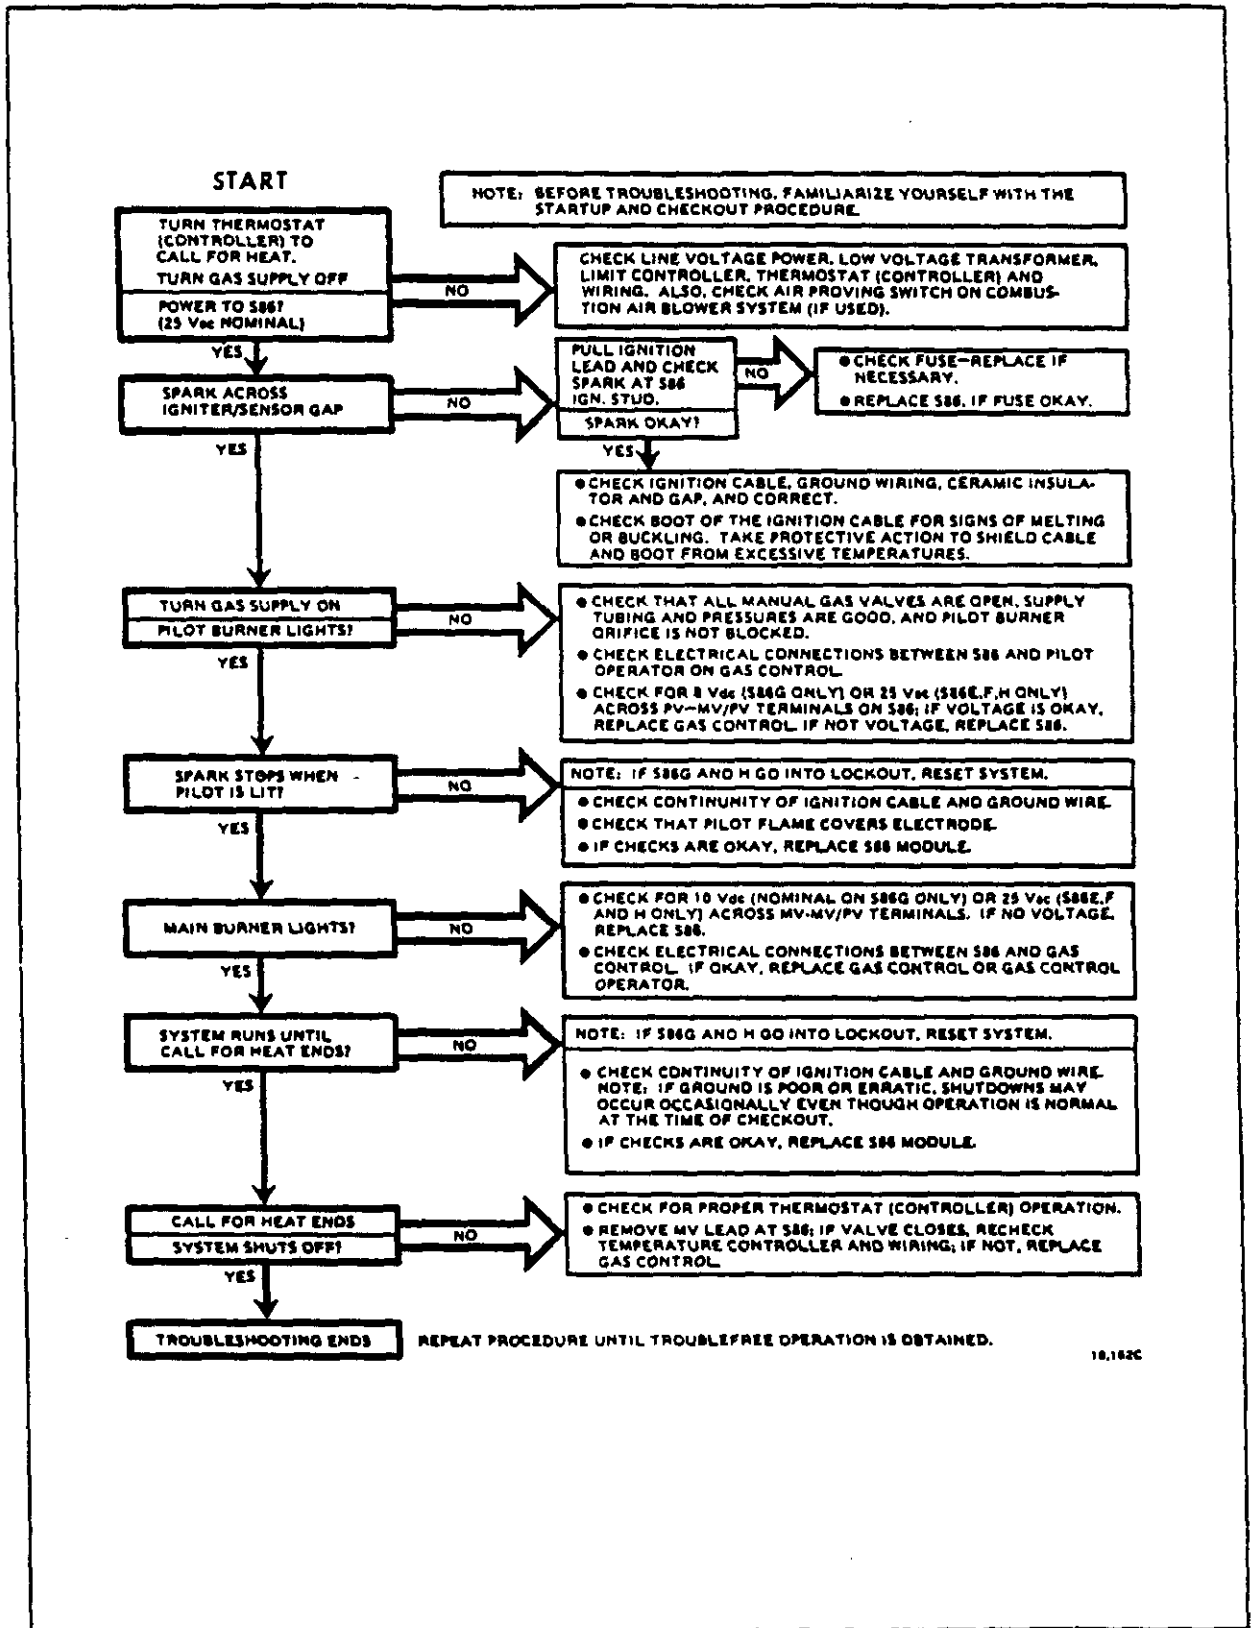 START
NOTE: BEFORE TROUBLESHOOTING, FAMILIARIZE YOURSELF WITH THE
STARTUP AND CHECKOUT PROCEDURE.
TURN THERMOSTAT
(CONTROLLER) TO
CALL FOR HEAT.
TURN GAS SUPPLY OFF
POWER TO S86?
(25 Vac NOMINAL)
NO
CHECK LINE VOLTAGE POWER, LOW VOLTAGE TRANSFORMER,
LIMIT CONTROLLER, THERMOSTAT (CONTROLLER) AND
WIRING. ALSO, CHECK AIR PROVING SWITCH ON COMBUS-
TION AIR BLOWER SYSTEM (IF USED).
YES
SPARK ACROSS
IGNITER/SENSOR GAP
NO
PULL IGNITION
LEAD AND CHECK
SPARK AT S86
IGN. STUD.
SPARK OKAY?
NO
● CHECK FUSE—REPLACE IF
NECESSARY.
● REPLACE S86, IF FUSE OKAY.
YES
YES
● CHECK IGNITION CABLE, GROUND WIRING, CERAMIC INSULA-
TOR AND GAP, AND CORRECT.
● CHECK BOOT OF THE IGNITION CABLE FOR SIGNS OF MELTING
OR BUCKLING. TAKE PROTECTIVE ACTION TO SHIELD CABLE
AND BOOT FROM EXCESSIVE TEMPERATURES.
TURN GAS SUPPLY ON
PILOT BURNER LIGHTS?
NO
● CHECK THAT ALL MANUAL GAS VALVES ARE OPEN, SUPPLY
TUBING AND PRESSURES ARE GOOD, AND PILOT BURNER
ORIFICE IS NOT BLOCKED.
● CHECK ELECTRICAL CONNECTIONS BETWEEN S86 AND PILOT
OPERATOR ON GAS CONTROL.
● CHECK FOR 8 Vdc (S86G ONLY) OR 25 Vac (S86E,F,H ONLY)
ACROSS PV–MV/PV TERMINALS ON S86; IF VOLTAGE IS OKAY,
REPLACE GAS CONTROL. IF NOT VOLTAGE, REPLACE S86.
YES
SPARK STOPS WHEN
PILOT IS LIT?
NO
NOTE: IF S86G AND H GO INTO LOCKOUT, RESET SYSTEM.
● CHECK CONTINUITY OF IGNITION CABLE AND GROUND WIRE.
● CHECK THAT PILOT FLAME COVERS ELECTRODE.
● IF CHECKS ARE OKAY, REPLACE S86 MODULE.
YES
MAIN BURNER LIGHTS?
NO
● CHECK FOR 10 Vdc (NOMINAL ON S86G ONLY) OR 25 Vac (S86E,F
AND H ONLY) ACROSS MV-MV/PV TERMINALS. IF NO VOLTAGE,
REPLACE S86.
● CHECK ELECTRICAL CONNECTIONS BETWEEN S86 AND GAS
CONTROL. IF OKAY, REPLACE GAS CONTROL OR GAS CONTROL
OPERATOR.
YES
SYSTEM RUNS UNTIL
CALL FOR HEAT ENDS?
NO
NOTE: IF S86G AND H GO INTO LOCKOUT, RESET SYSTEM.
● CHECK CONTINUITY OF IGNITION CABLE AND GROUND WIRE.
NOTE: IF GROUND IS POOR OR ERRATIC, SHUTDOWNS MAY
OCCUR OCCASIONALLY EVEN THOUGH OPERATION IS NORMAL
AT THE TIME OF CHECKOUT.
● IF CHECKS ARE OKAY, REPLACE S86 MODULE.
YES
CALL FOR HEAT ENDS
SYSTEM SHUTS OFF?
NO
● CHECK FOR PROPER THERMOSTAT (CONTROLLER) OPERATION.
● REMOVE MV LEAD AT S86; IF VALVE CLOSES, RECHECK
TEMPERATURE CONTROLLER AND WIRING; IF NOT, REPLACE
GAS CONTROL.
YES
TROUBLESHOOTING ENDS
REPEAT PROCEDURE UNTIL TROUBLEFREE OPERATION IS OBTAINED.
10,162C